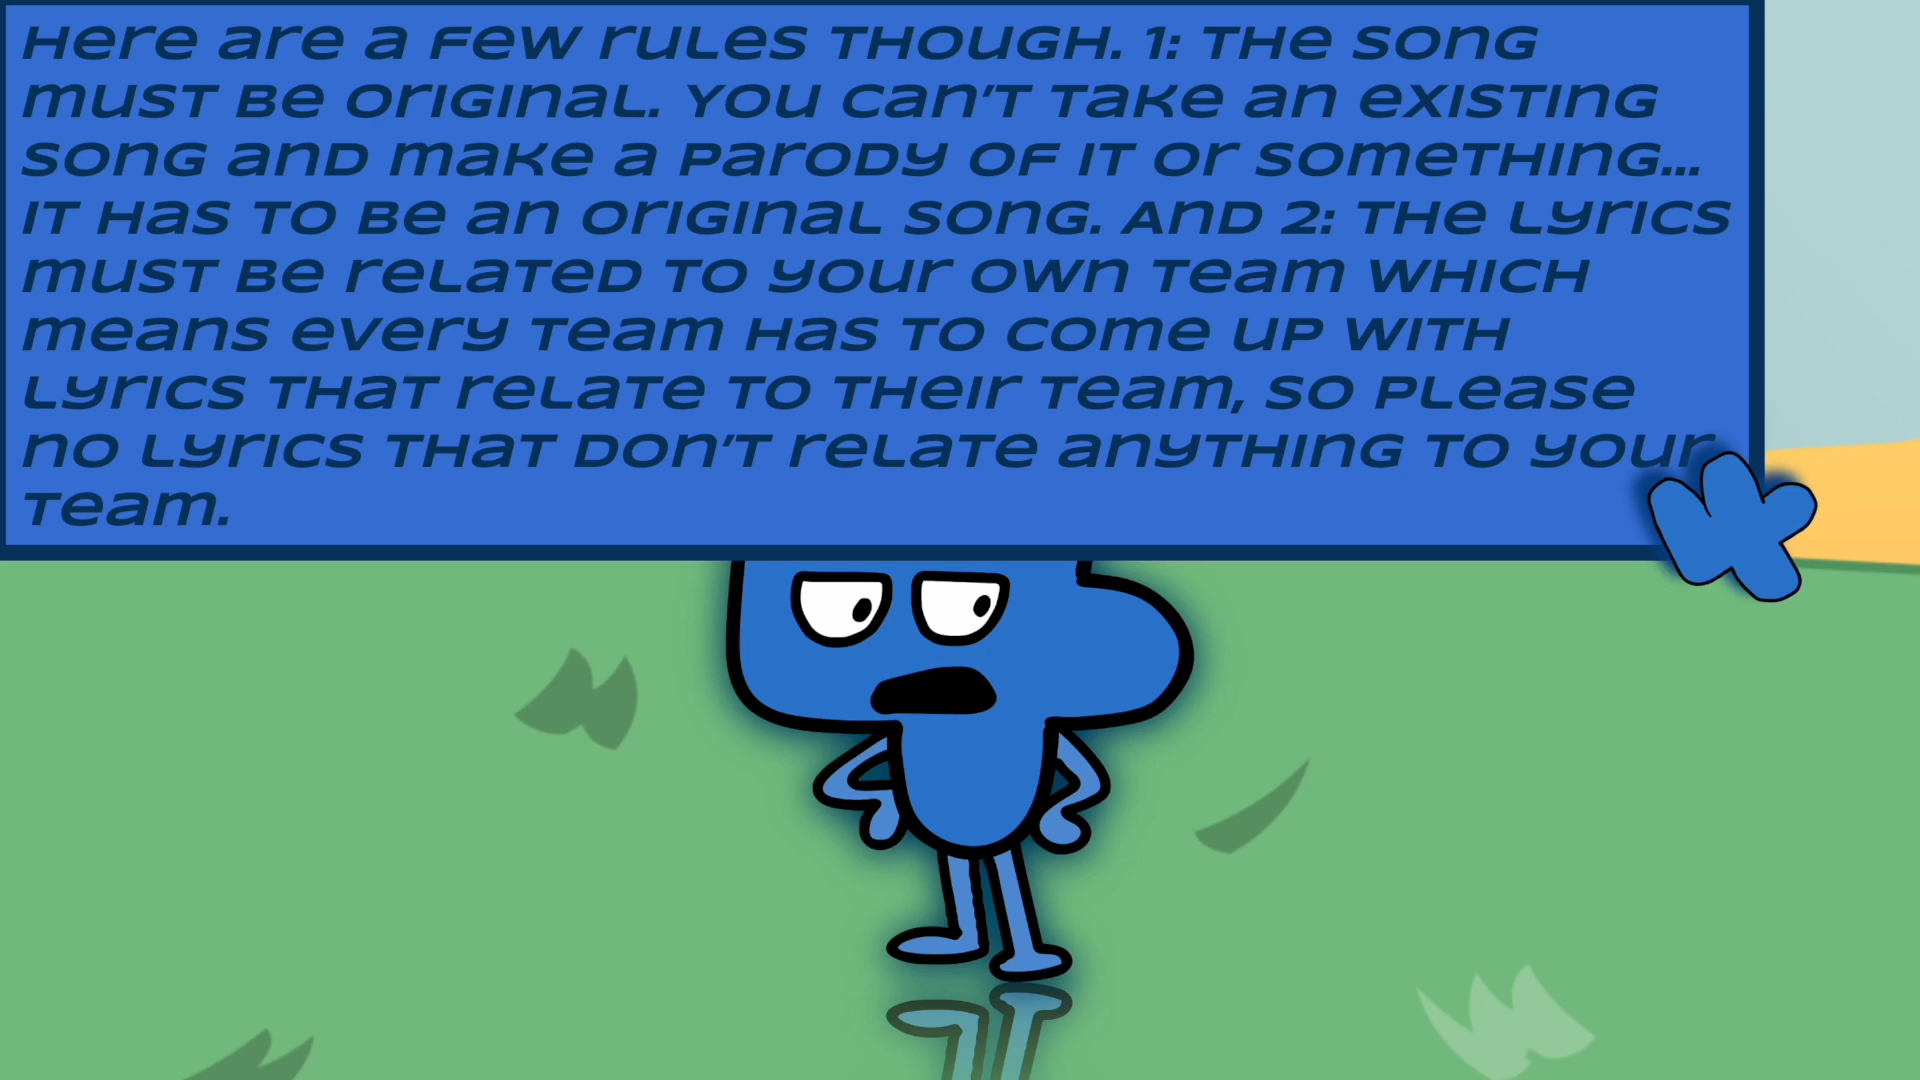 Here are a few rules though. 1: The song
must be original. You can't take an existing
song and make a parody of it or something...
It has to be an original song. And 2: The lyrics
must be related to your own team which
means every team has to come up with
lyrics that relate to their team, so please
no lyrics that don't relate anything to your
team.